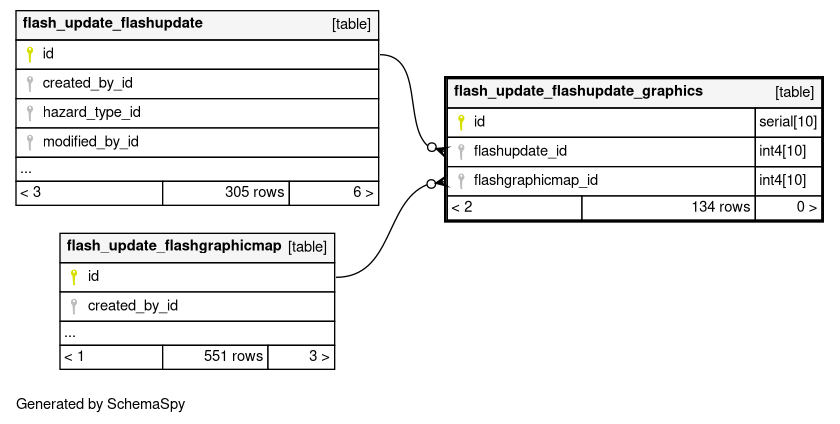 flash_update_flashupdate [table]
id
created_by_id
hazard_type_id
modified_by_id
...
< 3 305 rows 6 >
flash_update_flashupdate_graphics [table]
id serial[10]
flashupdate_id int4[10]
flashgraphicmap_id int4[10]
< 2 134 rows 0 >
flash_update_flashgraphicmap [table]
id
created_by_id
...
< 1 551 rows 3 >
Generated by SchemaSpy